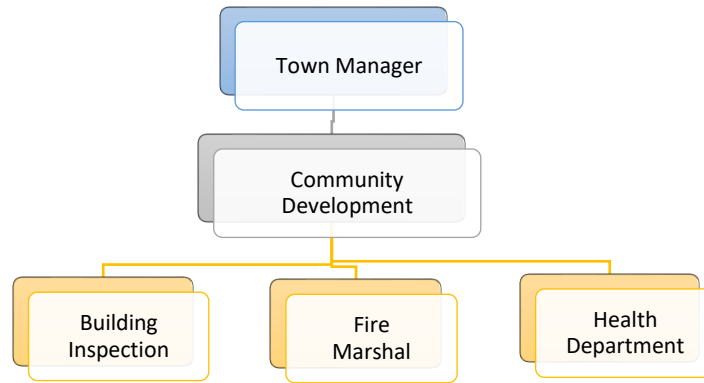 Town Manager
Community
Development
Building
Inspection
Fire
Marshal
Health
Department